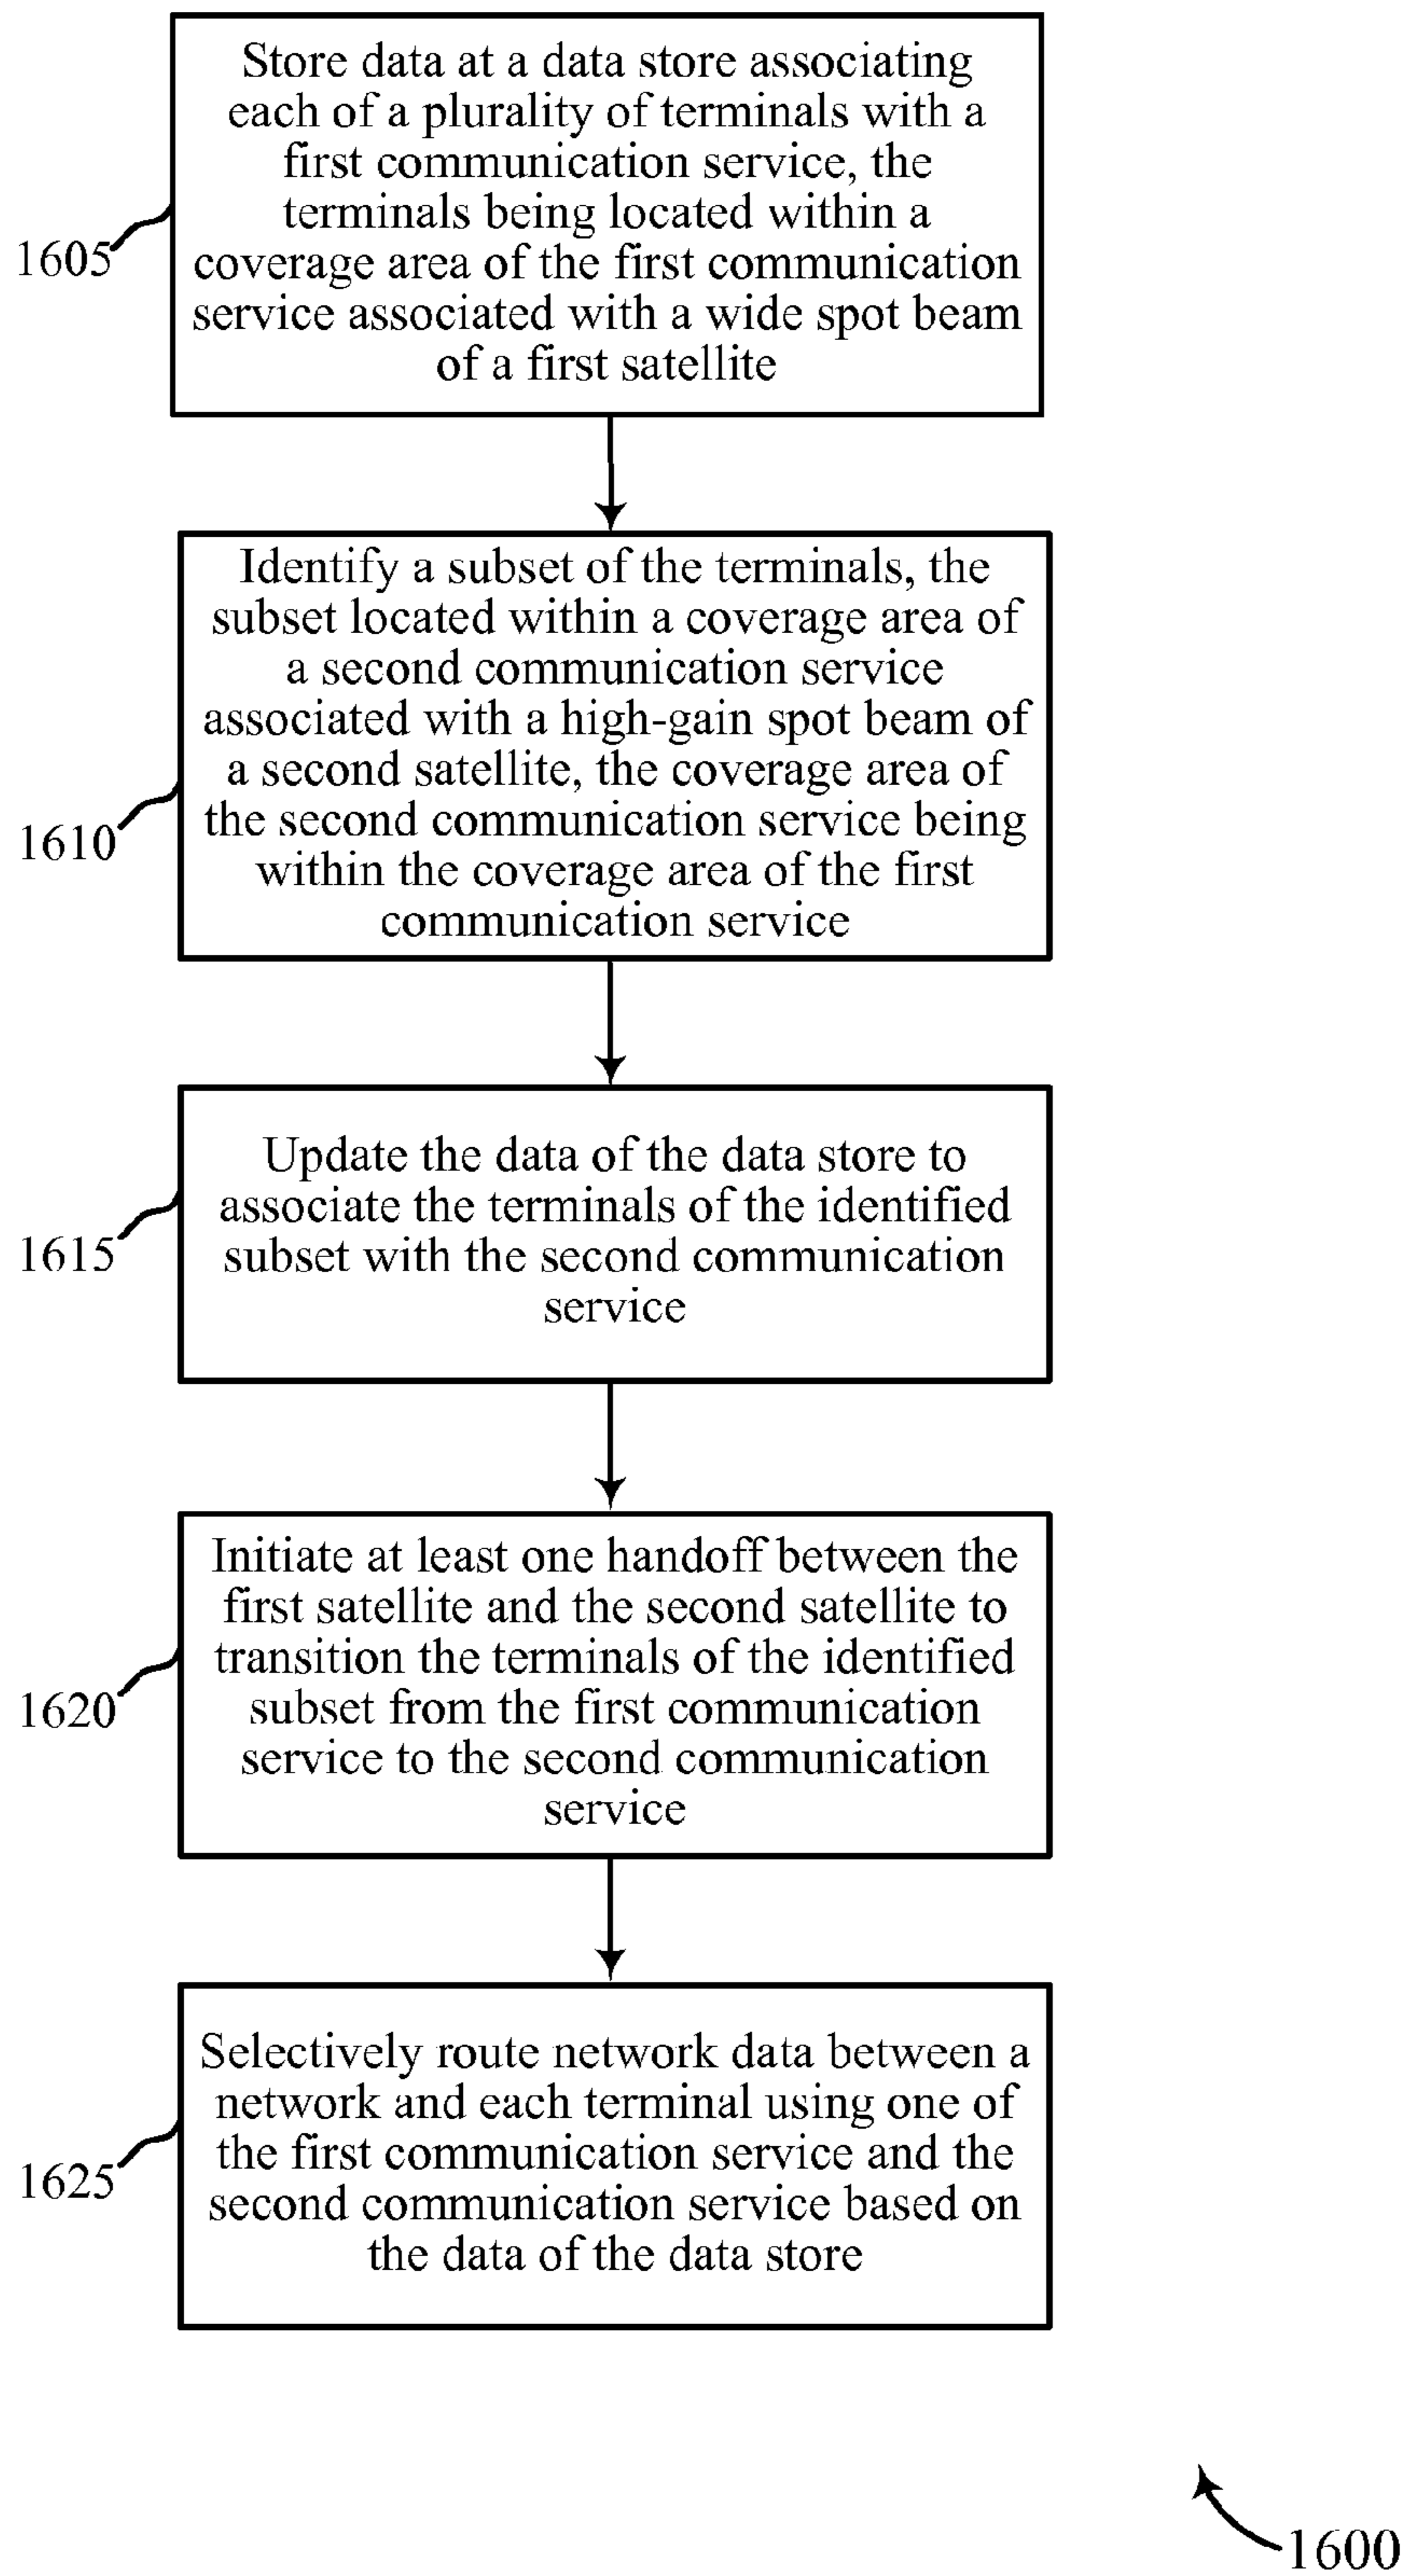 Store data at a data store associating
each of a plurality of terminals with a
first communication service, the
terminals being located within a
coverage area of the first communication
service associated with a wide spot beam
of a first satellite
1605
Identify a subset of the terminals, the
subset located within a coverage area of
a second communication service
associated with a high-gain spot beam of
a second satellite, the coverage area of
the second communication service being
within the coverage area of the first
communication service
1610
Update the data of the data store to
associate the terminals of the identified
subset with the second communication
service
1615
Initiate at least one handoff between the
first satellite and the second satellite to
transition the terminals of the identified
subset from the first communication
service to the second communication
service
1620
Selectively route network data between a
network and each terminal using one of
the first communication service and the
second communication service based on
the data of the data store
1625
1600